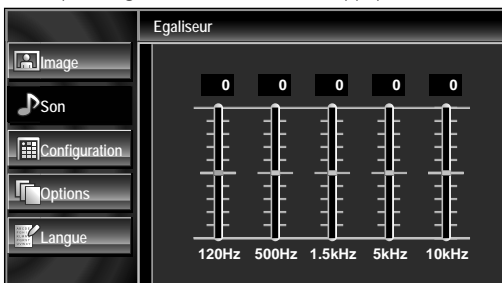 Egaliseur
Image
Son
Configuration
Options
Langue
0 0 0 0 0
120Hz 500Hz 1.5kHz 5kHz 10kHz